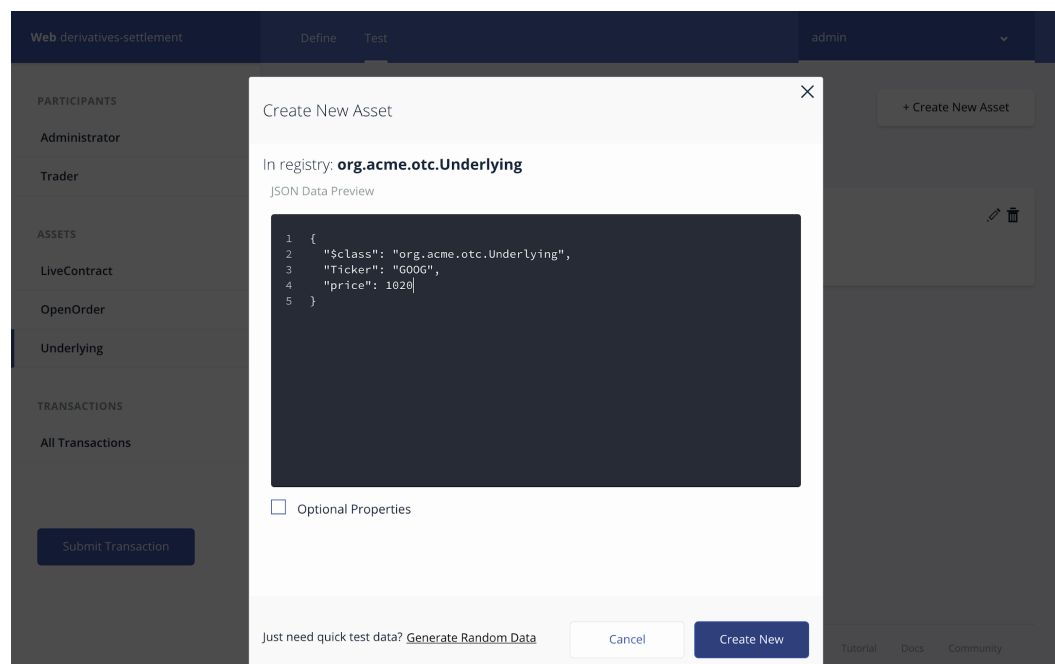 Web derivatives-settlement
Define
Test
admin
PARTICIPANTS
Administrator
Trader
ASSETS
LiveContract
OpenOrder
Underlying
TRANSACTIONS
All Transactions
Submit Transaction
+ Create New Asset
Create New Asset
In registry: org.acme.otc.Underlying
JSON Data Preview
1 {
2 "$class": "org.acme.otc.Underlying",
3 "Ticker": "GOOG",
4 "price": 1020
5 }
Optional Properties
Just need quick test data? Generate Random Data
Cancel
Create New
Tutorial
Docs
Community